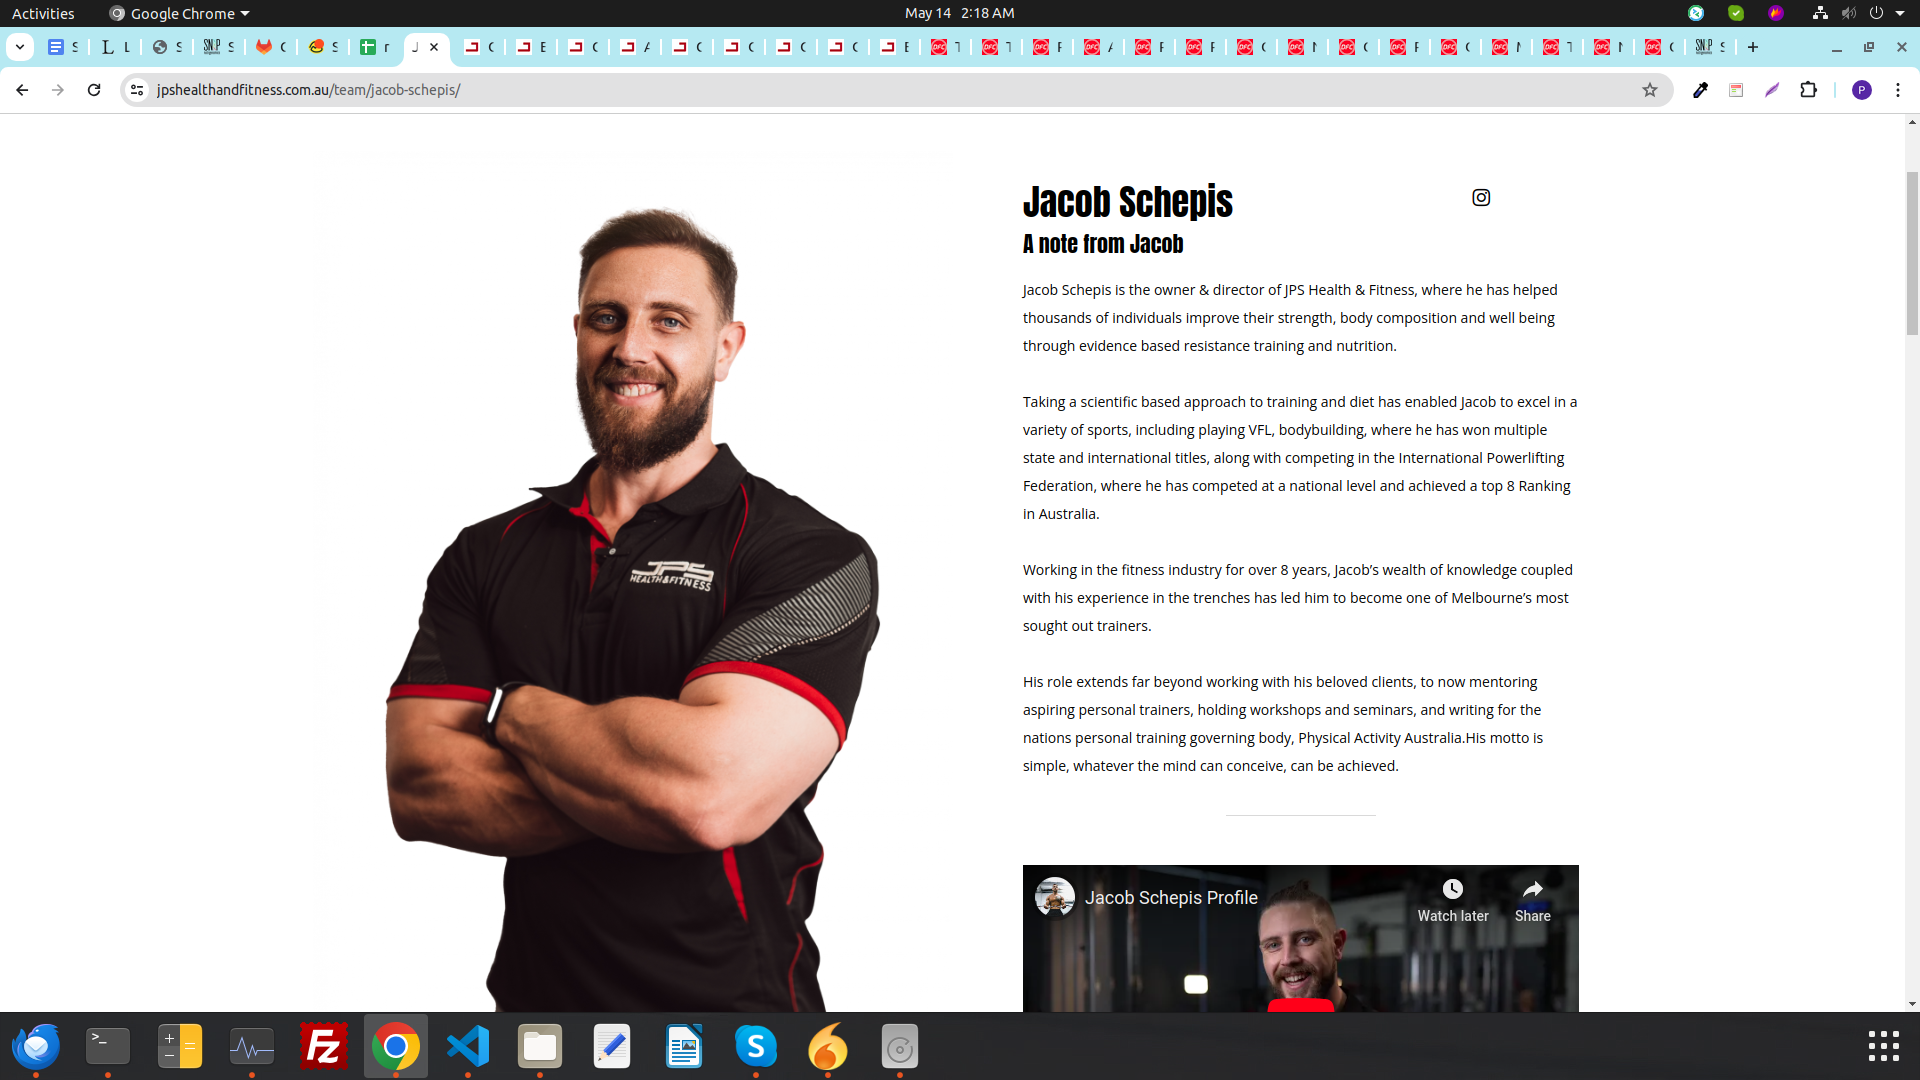 Activities
Google Chrome
May 14 2:18 AM
jpshealthandfitness.com.au/team/jacob-schepis/
P
Jacob Schepis
A note from Jacob
Jacob Schepis is the owner & director of JPS Health & Fitness, where he has helped
thousands of individuals improve their strength, body composition and well being
through evidence based resistance training and nutrition.
Taking a scientific based approach to training and diet has enabled Jacob to excel in a
variety of sports, including playing VFL, bodybuilding, where he has won multiple
state and international titles, along with competing in the International Powerlifting
Federation, where he has competed at a national level and achieved a top 8 Ranking
in Australia.
Working in the fitness industry for over 8 years, Jacob’s wealth of knowledge coupled
with his experience in the trenches has led him to become one of Melbourne’s most
sought out trainers.
His role extends far beyond working with his beloved clients, to now mentoring
aspiring personal trainers, holding workshops and seminars, and writing for the
nations personal training governing body, Physical Activity Australia.His motto is
simple, whatever the mind can conceive, can be achieved.
JPS
HEALTH&FITNESS
Jacob Schepis Profile
Watch later
Share